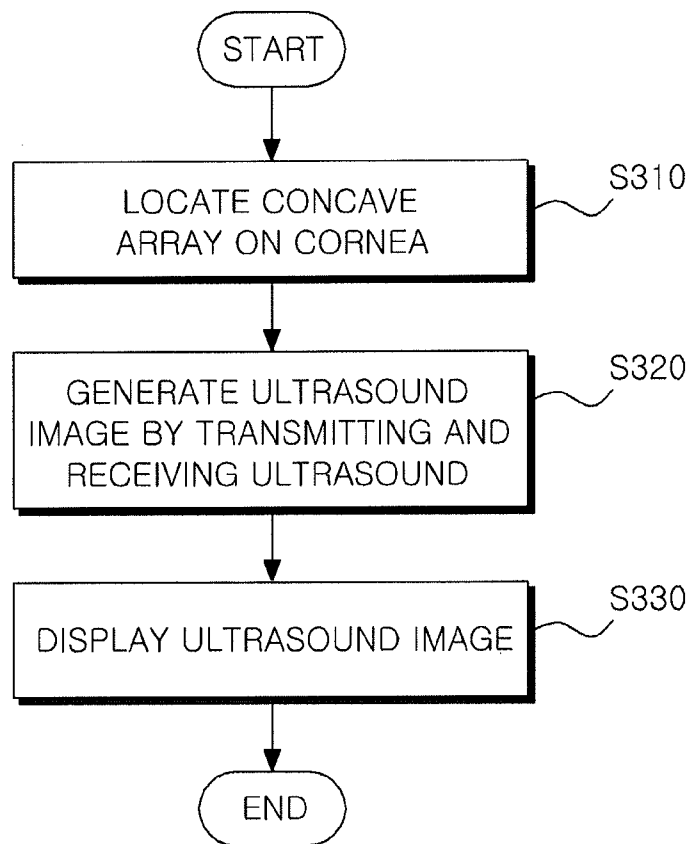 START
LOCATE CONCAVE
ARRAY ON CORNEA
S310
GENERATE ULTRASOUND
IMAGE BY TRANSMITTING AND
RECEIVING ULTRASOUND
S320
DISPLAY ULTRASOUND IMAGE
S330
END